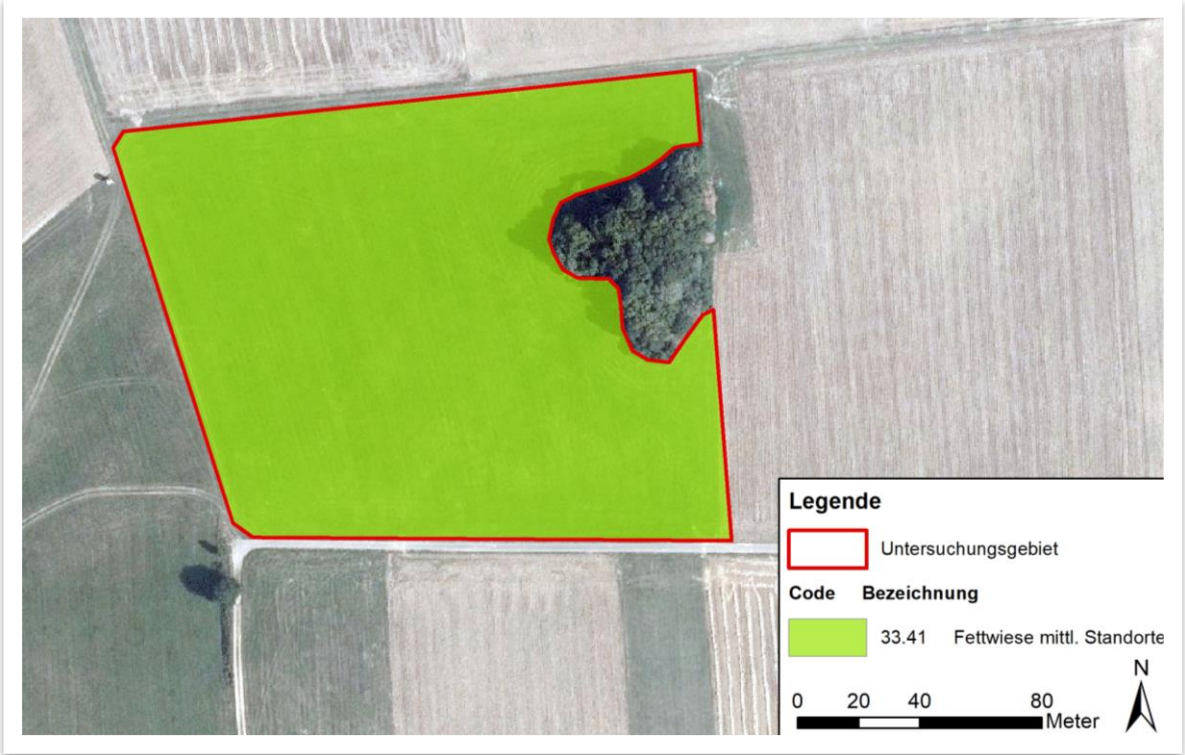 Legende
Untersuchungsgebiet
Code Bezeichnung
33.41 Fettwiese mittl. Standorte
N
0 20 40 80
Meter